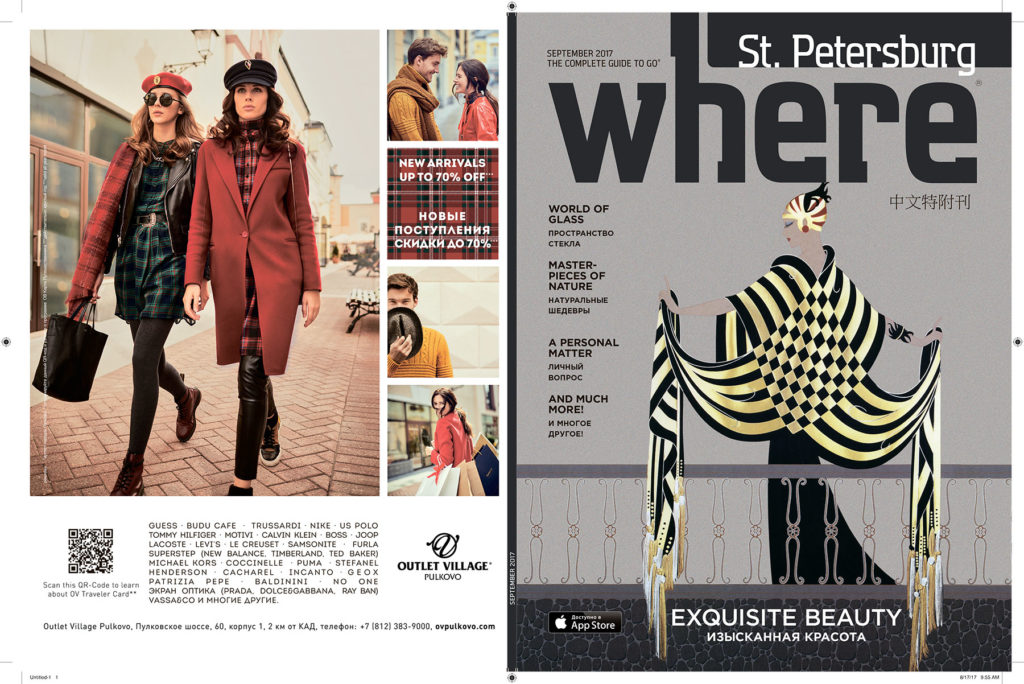 NEW ARRIVALS
UP TO 70% OFF***
НОВЫЕ
ПОСТУПЛЕНИЯ
СКИДКИ ДО 70%***
Scan this QR-Code to learn
about OV Traveler Card**
GUESS · BUDU CAFE · TRUSSARDI · NIKE · US POLO
TOMMY HILFIGER · MOTIVI · CALVIN KLEIN · BOSS · JOOP
LACOSTE · LEVI'S · LE CREUSET · SAMSONITE · FURLA
SUPERSTEP (NEW BALANCE, TIMBERLAND, TED BAKER)
MICHAEL KORS · COCCINELLE · PUMA · STEFANEL
HENDERSON · CACHAREL · INCANTO · GEOX
PATRIZIA PEPE · BALDININI · NO ONE
ЭКРАН ОПТИКА (PRADA, DOLCE&GABBANA, RAY BAN)
VASSA&CO И МНОГИЕ ДРУГИЕ.
OUTLET VILLAGE®
PULKOVO
Outlet Village Pulkovo, Пулковское шоссе, 60, корпус 1, 2 км от КАД, телефон: +7 (812) 383-9000, ovpulkovo.com
Untitled-1 1
SEPTEMBER 2017
SEPTEMBER 2017
THE COMPLETE GUIDE TO GO®
St. Petersburg
where®
中文特附刊
WORLD OF
GLASS
ПРОСТРАНСТВО
СТЕКЛА
MASTER-
PIECES OF
NATURE
НАТУРАЛЬНЫЕ
ШЕДЕВРЫ
A PERSONAL
MATTER
ЛИЧНЫЙ
ВОПРОС
AND MUCH
MORE!
И МНОГОЕ
ДРУГОЕ!
Доступно в
App Store
EXQUISITE BEAUTY
ИЗЫСКАННАЯ КРАСОТА
8/17/17 9:55 AM